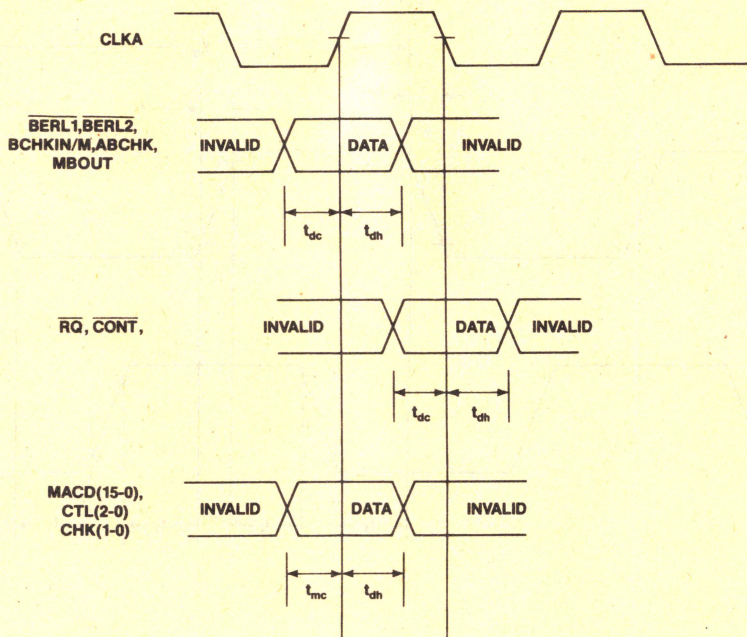 CLKA
BERL1,BERL2,
BCHKIN/M,ABCHK,
MBOUT
INVALID DATA INVALID
tdc tdh
RQ, CONT,
INVALID DATA INVALID
tdc tdh
MACD(15-0),
CTL(2-0)
CHK(1-0)
INVALID DATA INVALID
tmc tdh